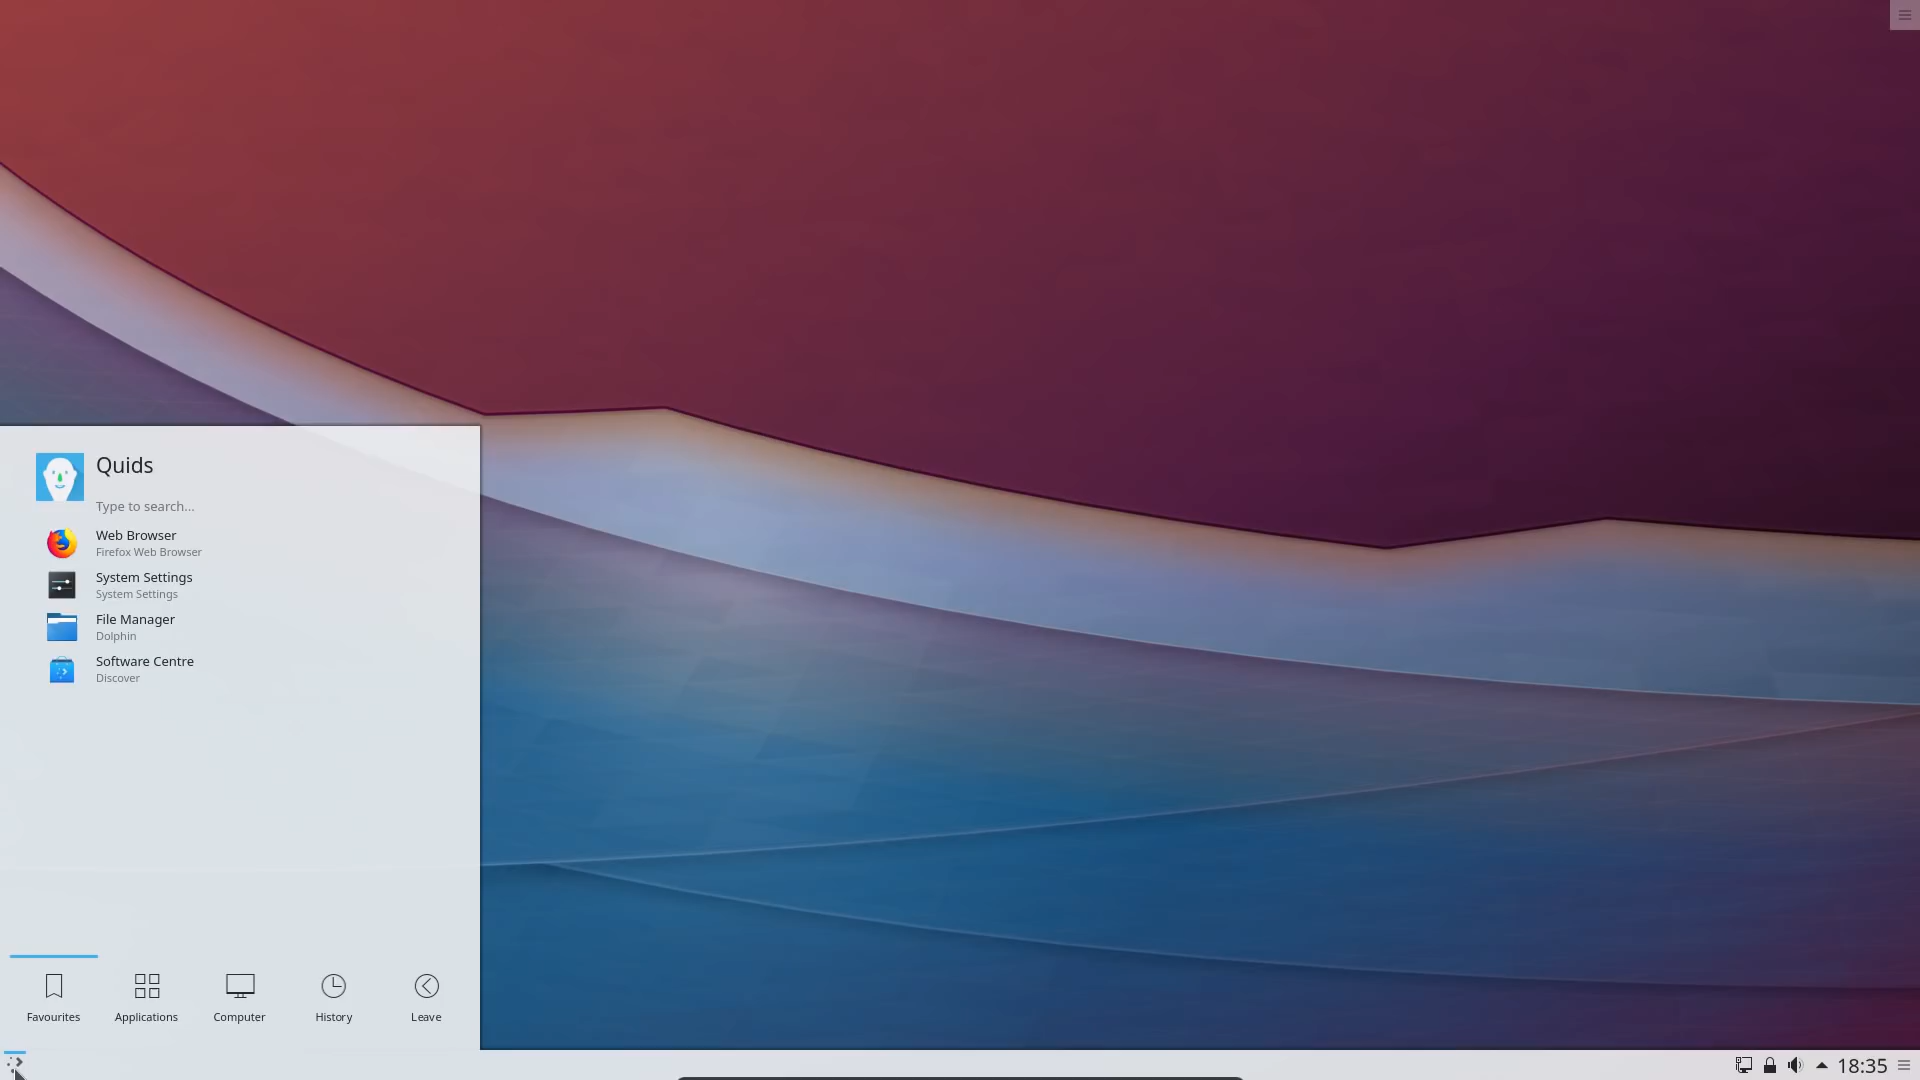 Quids
Type to search...
Web Browser
Firefox Web Browser
System Settings
System Settings
File Manager
Dolphin
Software Centre
Discover
Favourites
Applications
Computer
History
Leave
18:35